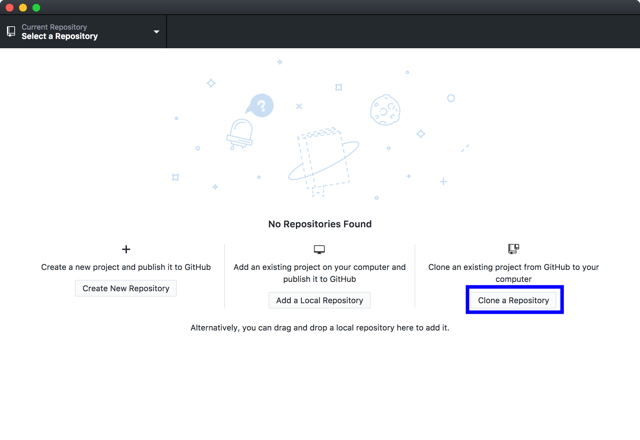 Current Repository
Select a Repository
?
No Repositories Found
Create a new project and publish it to GitHub
Create New Repository
Add an existing project on your computer and
publish it to GitHub
Add a Local Repository
Clone an existing project from GitHub to your
computer
Clone a Repository
Alternatively, you can drag and drop a local repository here to add it.